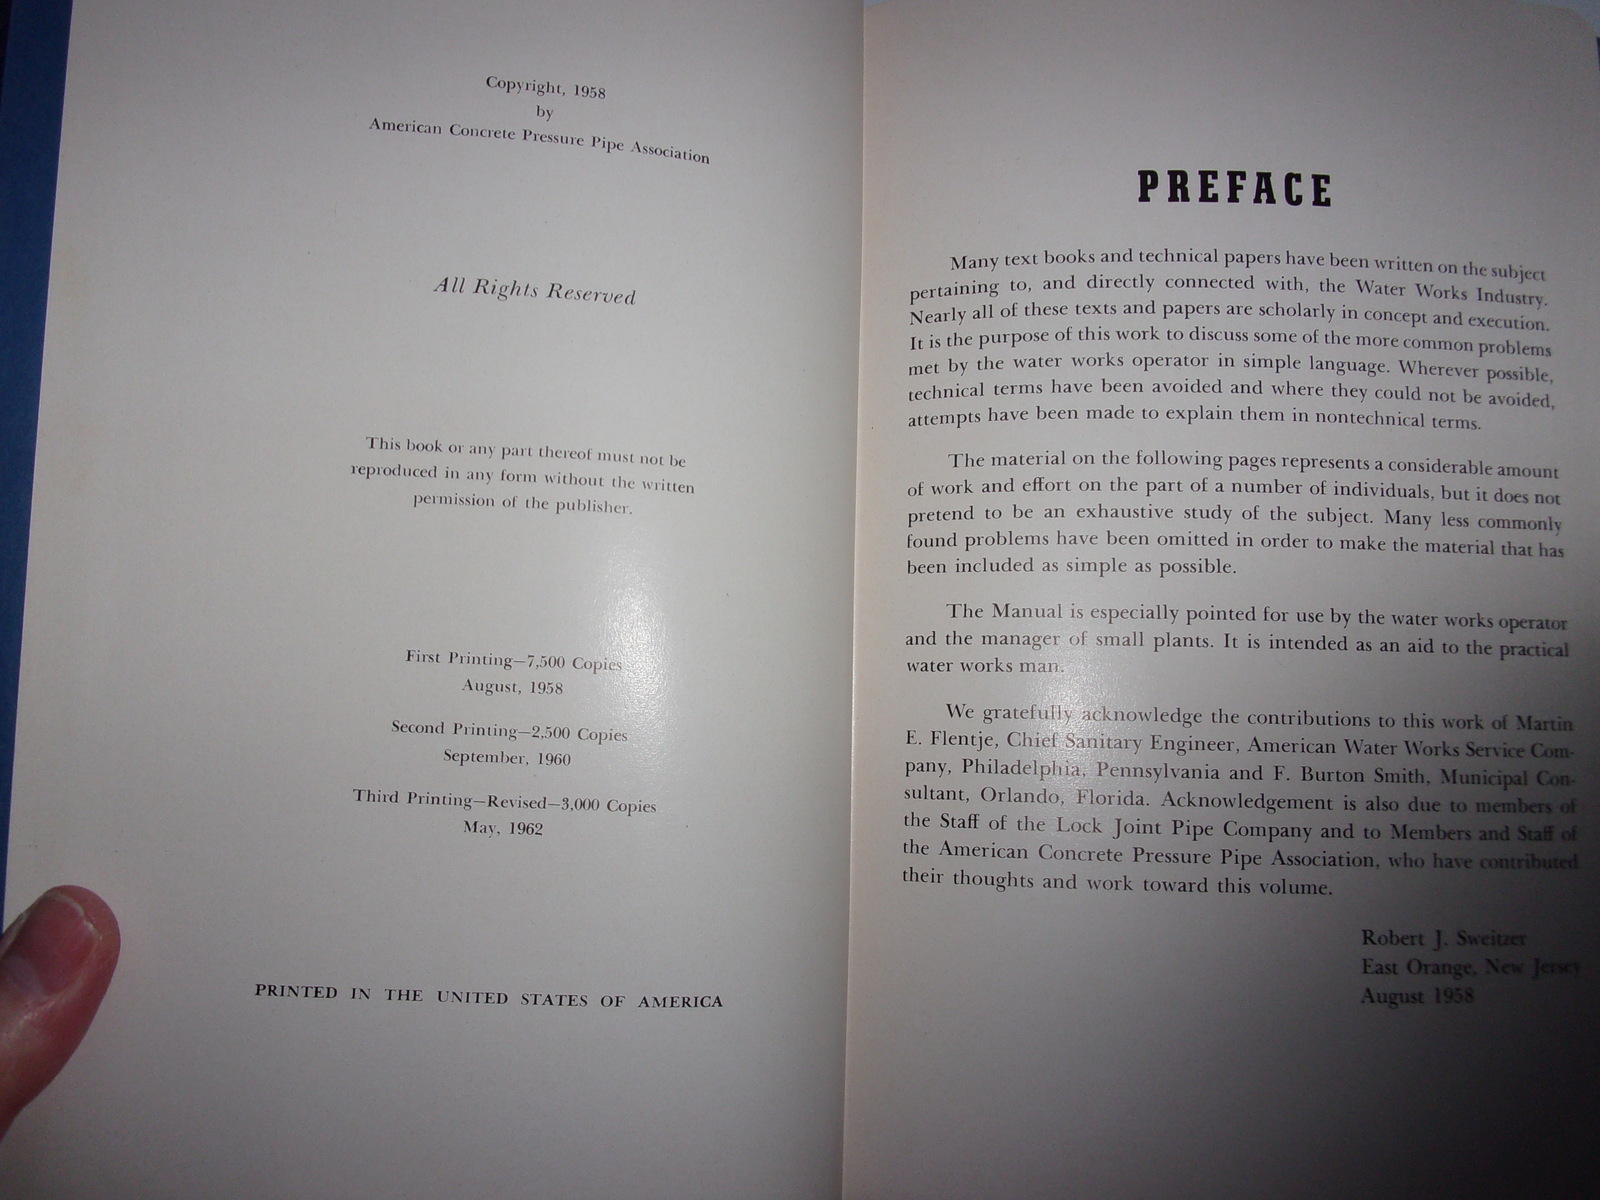 Copyright, 1958
by
American Concrete Pressure Pipe Association
All Rights Reserved
This book or any part thereof must not be
reproduced in any form without the written
permission of the publisher.
First Printing—7,500 Copies
August, 1958
Second Printing—2,500 Copies
September, 1960
Third Printing—Revised—3,000 Copies
May, 1962
PRINTED IN THE UNITED STATES OF AMERICA
PREFACE
Many text books and technical papers have been written on the subject
pertaining to, and directly connected with, the Water Works Industry.
Nearly all of these texts and papers are scholarly in concept and execution.
It is the purpose of this work to discuss some of the more common problems
met by the water works operator in simple language. Wherever possible,
technical terms have been avoided and where they could not be avoided,
attempts have been made to explain them in nontechnical terms.
The material on the following pages represents a considerable amount
of work and effort on the part of a number of individuals, but it does not
pretend to be an exhaustive study of the subject. Many less commonly
found problems have been omitted in order to make the material that has
been included as simple as possible.
The Manual is especially pointed for use by the water works operator
and the manager of small plants. It is intended as an aid to the practical
water works man.
We gratefully acknowledge the contributions to this work of Martin
E. Flentje, Chief Sanitary Engineer, American Water Works Service Com-
pany, Philadelphia, Pennsylvania and F. Burton Smith, Municipal Con-
sultant, Orlando, Florida. Acknowledgement is also due to members of
the Staff of the Lock Joint Pipe Company and to Members and Staff of
the American Concrete Pressure Pipe Association, who have contributed
their thoughts and work toward this volume.
Robert J. Sweitzer
East Orange, New Jersey
August 1958